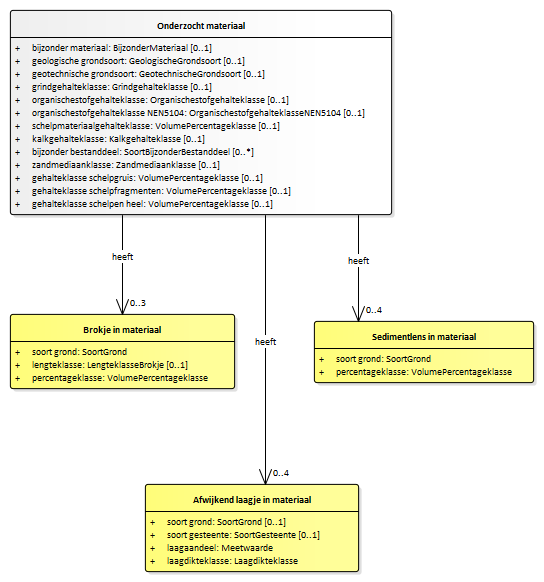 Onderzocht materiaal
+ bijzonder materiaal: BijzonderMateriaal [0..1]
+ geologische grondsoort: GeologischeGrondsoort [0..1]
+ geotechnische grondsoort: GeotechnischeGrondsoort [0..1]
+ grindgehalteklasse: Grindgehalteklasse [0..1]
+ organischestofgehalteklasse: Organischestofgehalteklasse [0..1]
+ organischestofgehalteklasse NEN5104: OrganischestofgehalteklasseNEN5104 [0..1]
+ schelpmateriaalgehalteklasse: VolumePercentageklasse [0..1]
+ kalkgehalteklasse: Kalkgehalteklasse [0..1]
+ bijzonder bestanddeel: SoortBijzonderBestanddeel [0..*]
+ zandmediaanklasse: Zandmediaanklasse [0..1]
+ gehalteklasse schelpgruis: VolumePercentageklasse [0..1]
+ gehalteklasse schelpfragmenten: VolumePercentageklasse [0..1]
+ gehalteklasse schelpen heel: VolumePercentageklasse [0..1]
heeft
0..3
Brokje in materiaal
+ soort grond: SoortGrond
+ lengteklasse: LengteklasseBrokje [0..1]
+ percentageklasse: VolumePercentageklasse
heeft
0..4
Sedimentlens in materiaal
+ soort grond: SoortGrond
+ percentageklasse: VolumePercentageklasse
heeft
0..4
Afwijkend laagje in materiaal
+ soort grond: SoortGrond [0..1]
+ soort gesteente: SoortGesteente [0..1]
+ laagaandeel: Meetwaarde
+ laagdikteklasse: Laagdikteklasse